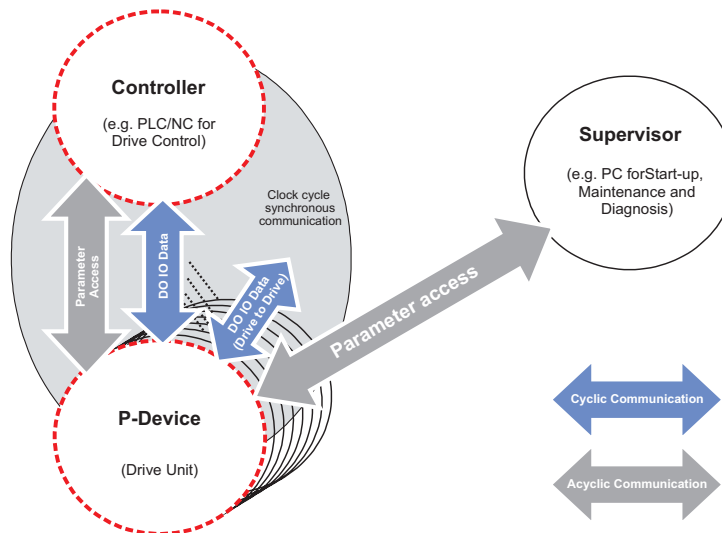 Controller
(e.g. PLC/NC for
Drive Control)
Supervisor
(e.g. PC forStart-up,
Maintenance and
Diagnosis)
Clock cycle
synchronous
communication
Parameter
Access
DO IO Data
DO IO Data
(Drive to Drive)
Parameter access
P-Device
(Drive Unit)
Cyclic Communication
Acyclic Communication